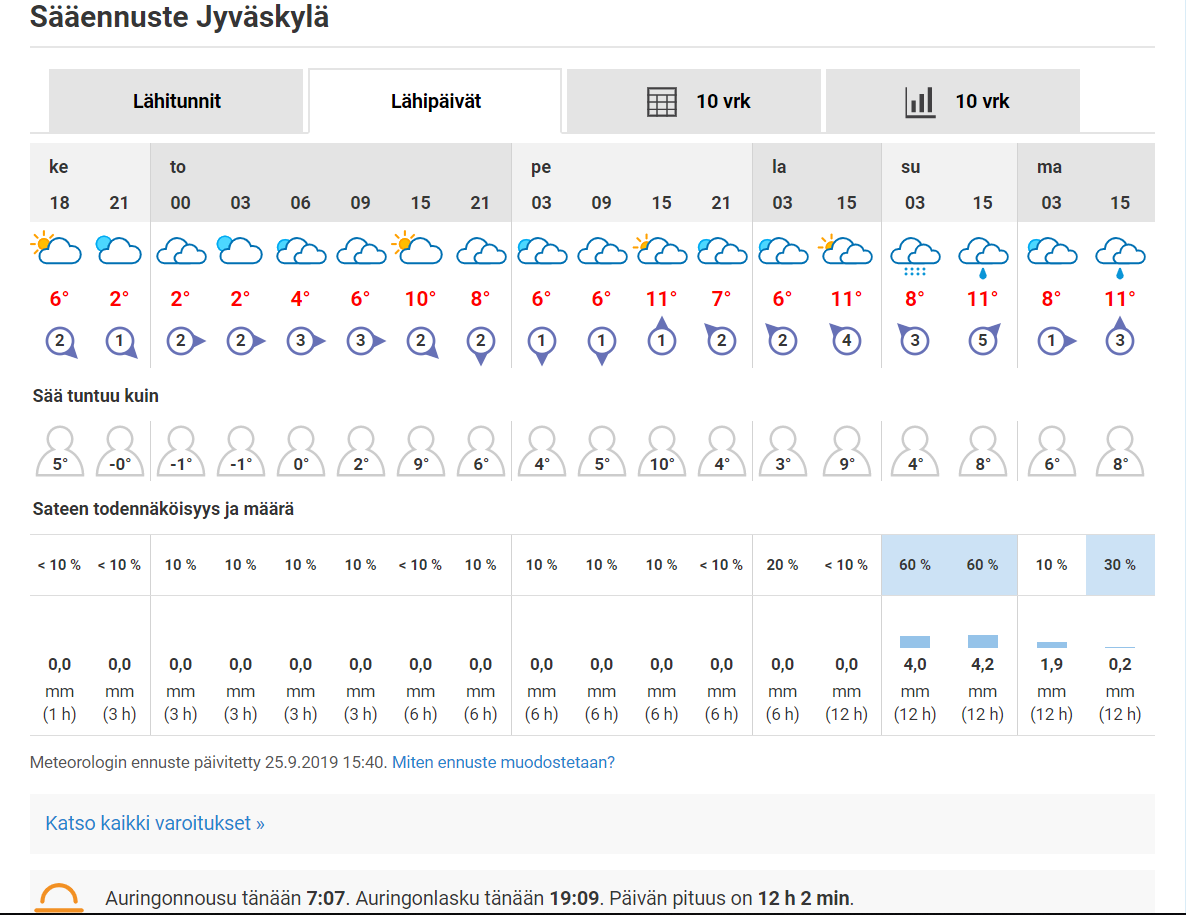 Sääennuste Jyväskylä
Lähitunnit Lähipäivät 10 vrk 10 vrk
ke to pe la su ma
18 21 00 03 06 09 15 21 03 09 15 21 03 15 03 15 03 15
6° 2° 2° 2° 4° 6° 10° 8° 6° 6° 11° 7° 6° 11° 8° 11° 8° 11°
2 1 2 2 3 3 2 2 1 1 1 2 2 4 3 5 1 3
Sää tuntuu kuin
5° -0° -1° -1° 0° 2° 9° 6° 4° 5° 10° 4° 3° 9° 4° 8° 6° 8°
Sateen todennäköisyys ja määrä
< 10 % < 10 % 10 % 10 % 10 % 10 % < 10 % 10 % 10 % 10 % 10 % < 10 % 20 % < 10 % 60 % 60 % 10 % 30 %
0,0 0,0 0,0 0,0 0,0 0,0 0,0 0,0 0,0 0,0 0,0 0,0 0,0 0,0 4,0 4,2 1,9 0,2
mm mm mm mm mm mm mm mm mm mm mm mm mm mm mm mm mm mm
(1 h) (3 h) (3 h) (3 h) (3 h) (3 h) (6 h) (6 h) (6 h) (6 h) (6 h) (6 h) (6 h) (12 h) (12 h) (12 h) (12 h) (12 h)
Meteorologin ennuste päivitetty 25.9.2019 15:40. Miten ennuste muodostetaan?
Katso kaikki varoitukset »
Auringonnousu tänään 7:07. Auringonlasku tänään 19:09. Päivän pituus on 12 h 2 min.